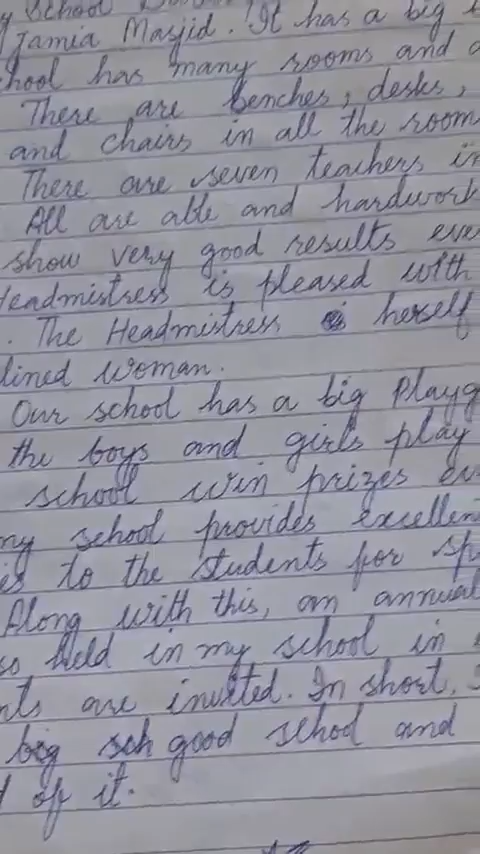 School
Jamia Masjid. It has a big
chool has many rooms and
There are benches, desks,
and chairs in all the room
There are seven teachers in
All are able and hardwork
show very good results eve
Headmistress is pleased with
. The Headmistress is herself
lined woman.
Our school has a big Playg
the boys and girls play
school win prizes ev
my school provides excellen
es to the students for sp
Along with this, an annual
so held in my school in
nts are invited. In short,
big sch good schod and
of it.